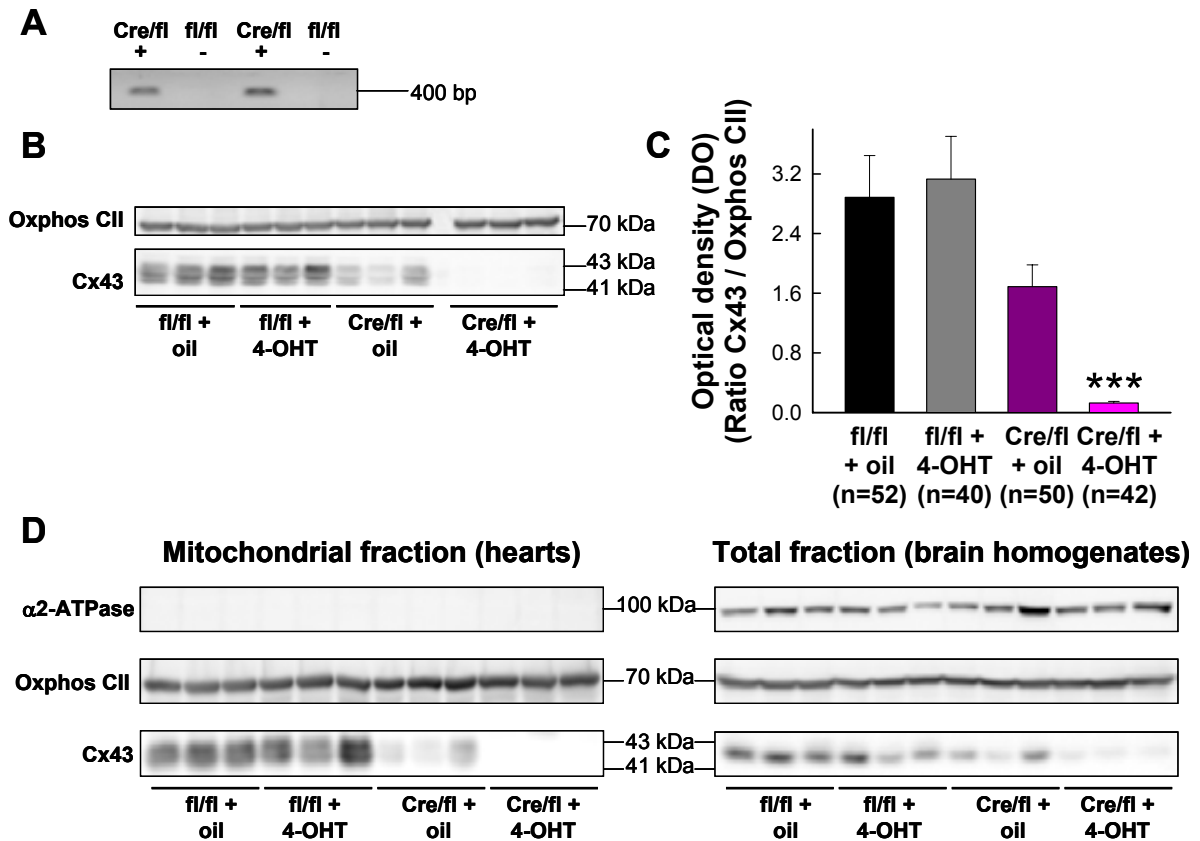 A
Cre/fl fl/fl Cre/fl fl/fl
+ - + -
400 bp
B
Oxphos CII
70 kDa
Cx43
43 kDa
41 kDa
fl/fl + oil
fl/fl + 4-OHT
Cre/fl + oil
Cre/fl + 4-OHT
C
Optical density (DO)
(Ratio Cx43 / Oxphos CII)
3.2
2.4
1.6
0.8
0.0
***
fl/fl + oil (n=52)
fl/fl + 4-OHT (n=40)
Cre/fl + oil (n=50)
Cre/fl + 4-OHT (n=42)
D
Mitochondrial fraction (hearts)
Total fraction (brain homogenates)
α2-ATPase
100 kDa
Oxphos CII
70 kDa
Cx43
43 kDa
41 kDa
fl/fl + oil
fl/fl + 4-OHT
Cre/fl + oil
Cre/fl + 4-OHT
fl/fl + oil
fl/fl + 4-OHT
Cre/fl + oil
Cre/fl + 4-OHT